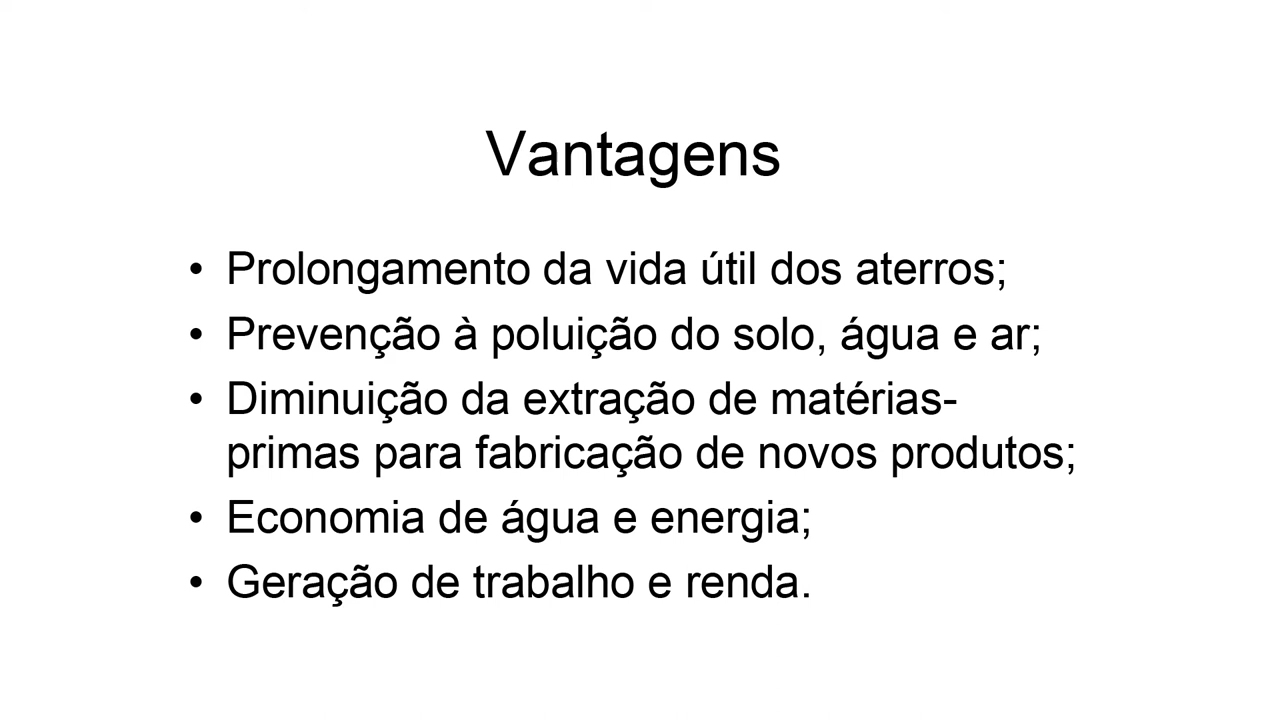 Vantagens
• Prolongamento da vida útil dos aterros;
• Prevenção à poluição do solo, água e ar;
• Diminuição da extração de matérias-
primas para fabricação de novos produtos;
• Economia de água e energia;
• Geração de trabalho e renda.